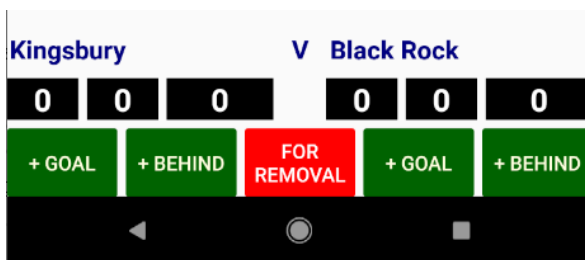 Kingsbury V Black Rock
0 0 0 0 0 0
+ GOAL + BEHIND FOR REMOVAL + GOAL + BEHIND